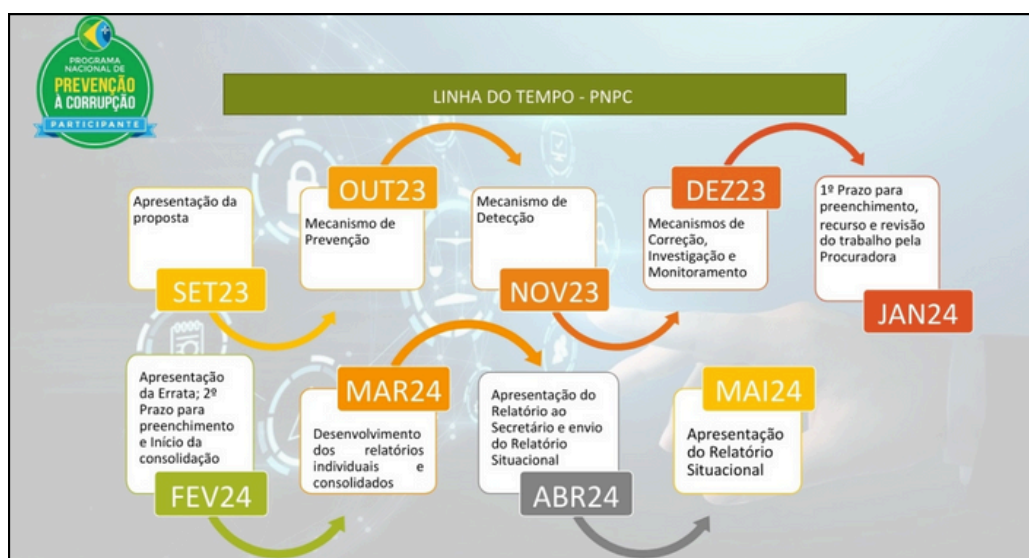 PROGRAMA
NACIONAL DE
PREVENÇÃO
À CORRUPÇÃO
PARTICIPANTE
LINHA DO TEMPO - PNPC
Apresentação da
proposta
SET23
OUT23
Mecanismo de
Prevenção
Mecanismo de
Detecção
NOV23
DEZ23
Mecanismos de
Correção,
Investigação e
Monitoramento
1º Prazo para
preenchimento,
recurso e revisão
do trabalho pela
Procuradora
JAN24
Apresentação
da Errata; 2º
Prazo para
preenchimento
e Início da
consolidação
FEV24
MAR24
Desenvolvimento
dos relatórios
individuais e
consolidados
Apresentação do
Relatório ao
Secretário e envio
do Relatório
Situacional
ABR24
MAI24
Apresentação
do Relatório
Situacional